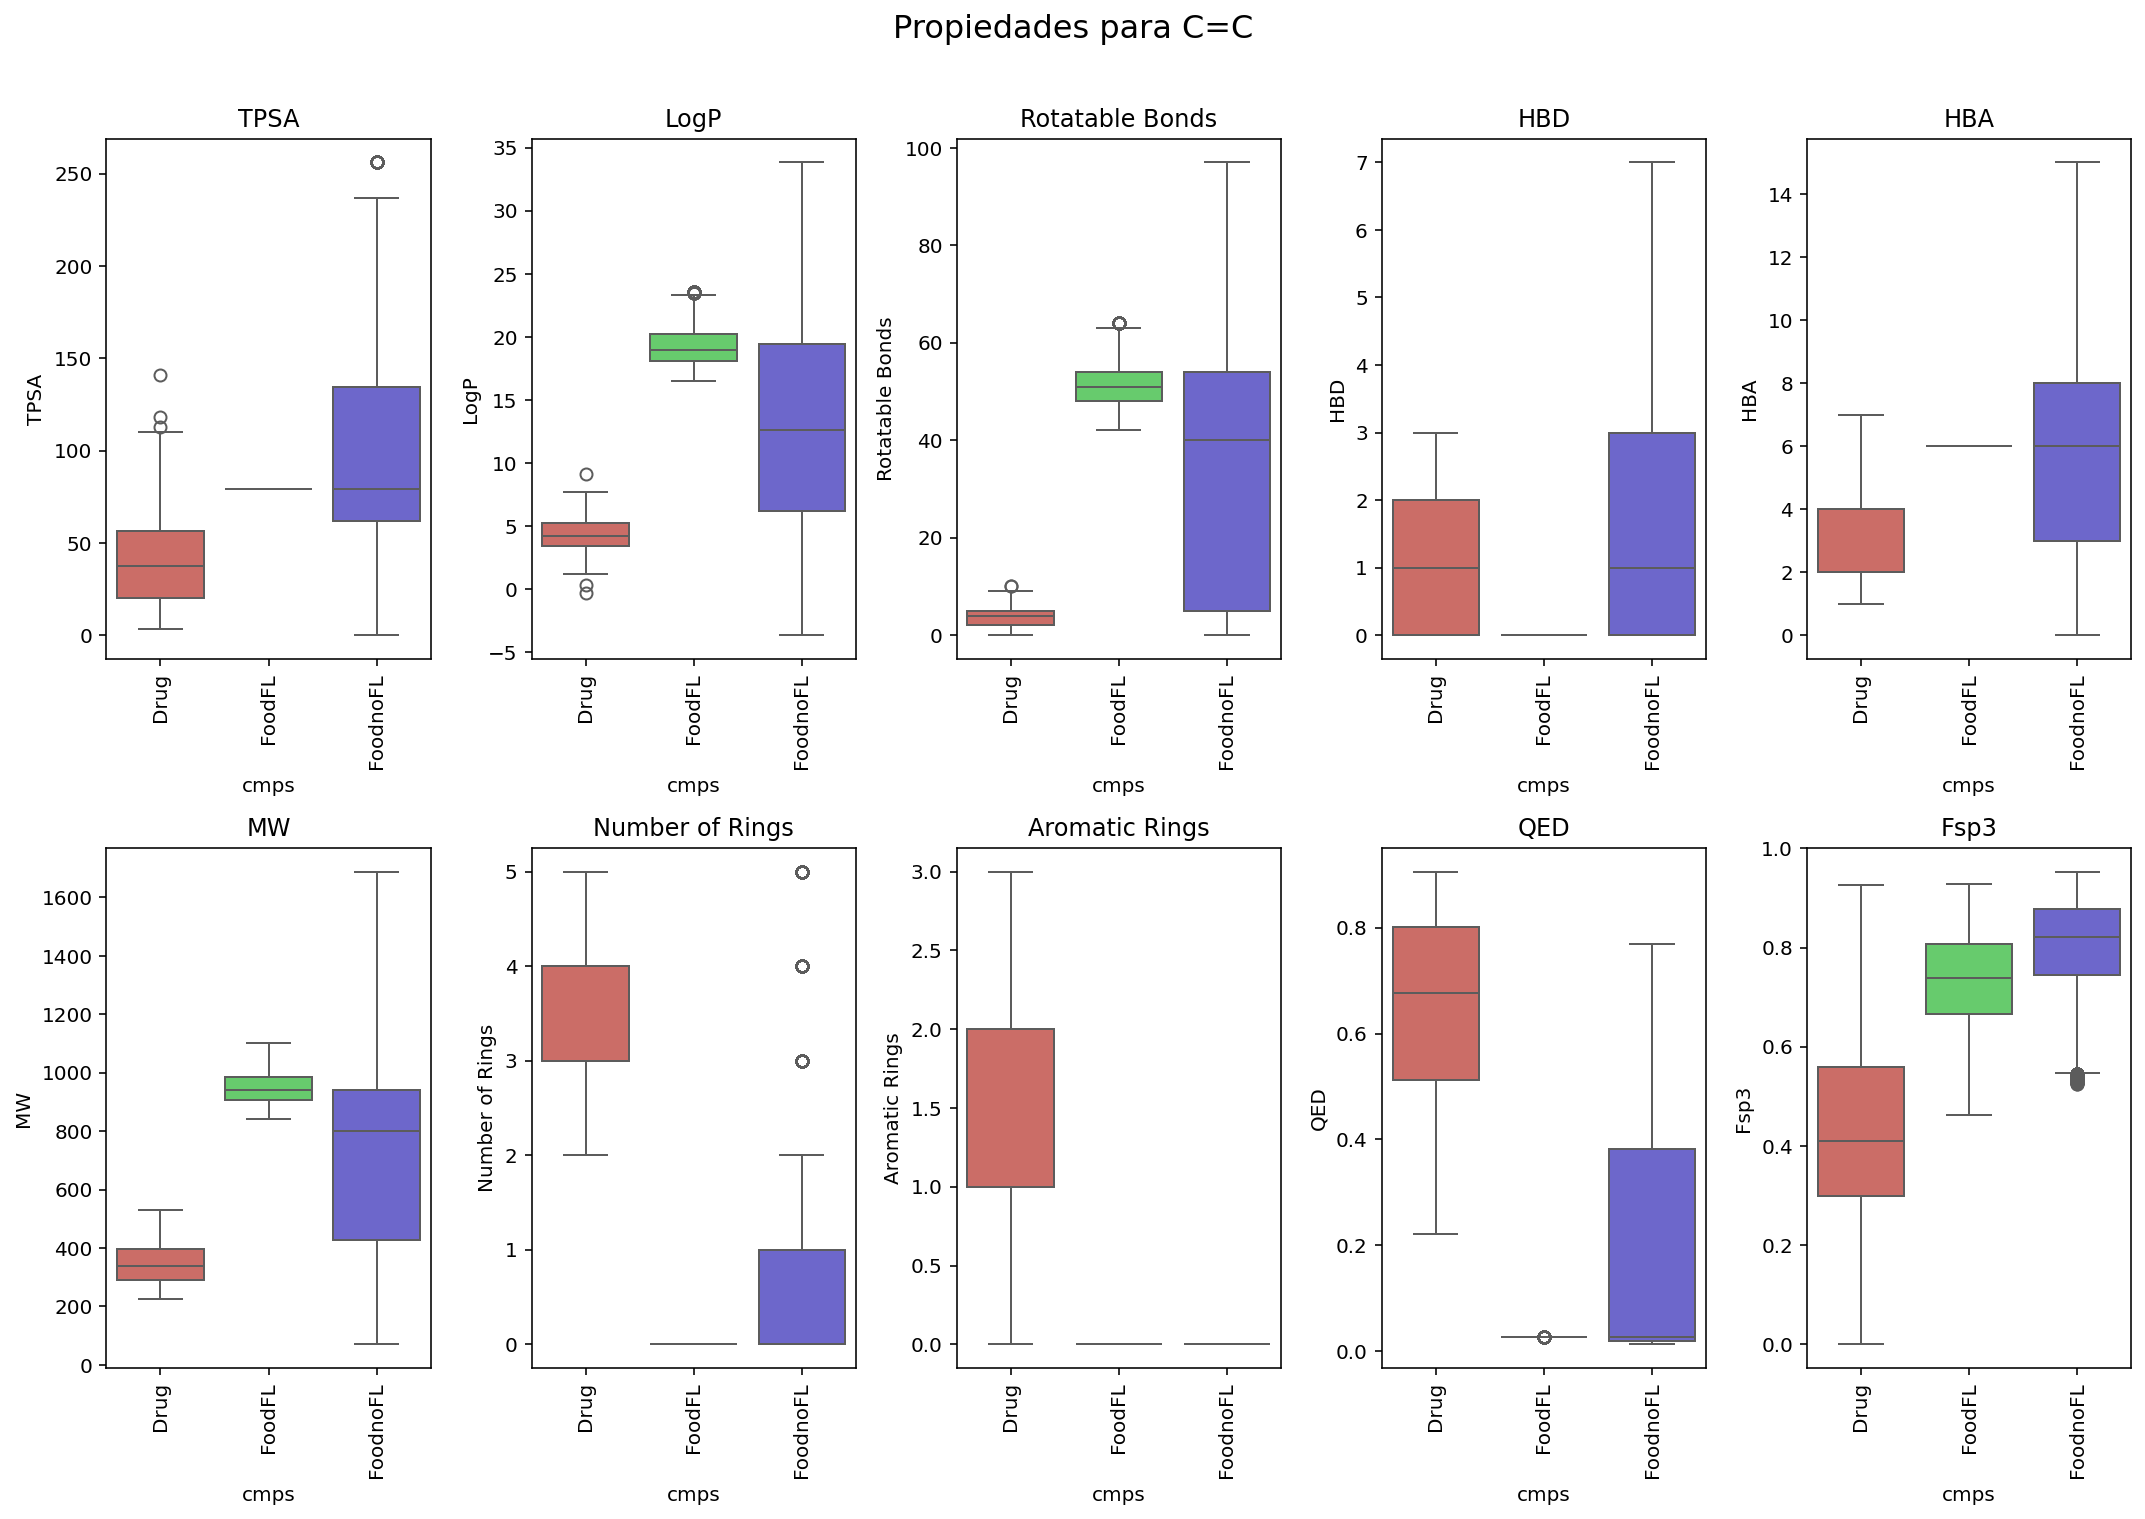 Propiedades para C=C
TPSA
250
200
150
100
50
0
TPSA
Drug
FoodFL
FoodnoFL
cmps
LogP
35
30
25
20
15
10
5
0
−5
LogP
Drug
FoodFL
FoodnoFL
cmps
Rotatable Bonds
100
80
60
40
20
0
Rotatable Bonds
Drug
FoodFL
FoodnoFL
cmps
HBD
7
6
5
4
3
2
1
0
HBD
Drug
FoodFL
FoodnoFL
cmps
HBA
14
12
10
8
6
4
2
0
HBA
Drug
FoodFL
FoodnoFL
cmps
MW
1600
1400
1200
1000
800
600
400
200
0
MW
Drug
FoodFL
FoodnoFL
cmps
Number of Rings
5
4
3
2
1
0
Number of Rings
Drug
FoodFL
FoodnoFL
cmps
Aromatic Rings
3.0
2.5
2.0
1.5
1.0
0.5
0.0
Aromatic Rings
Drug
FoodFL
FoodnoFL
cmps
QED
0.8
0.6
0.4
0.2
0.0
QED
Drug
FoodFL
FoodnoFL
cmps
Fsp3
1.0
0.8
0.6
0.4
0.2
0.0
Fsp3
Drug
FoodFL
FoodnoFL
cmps